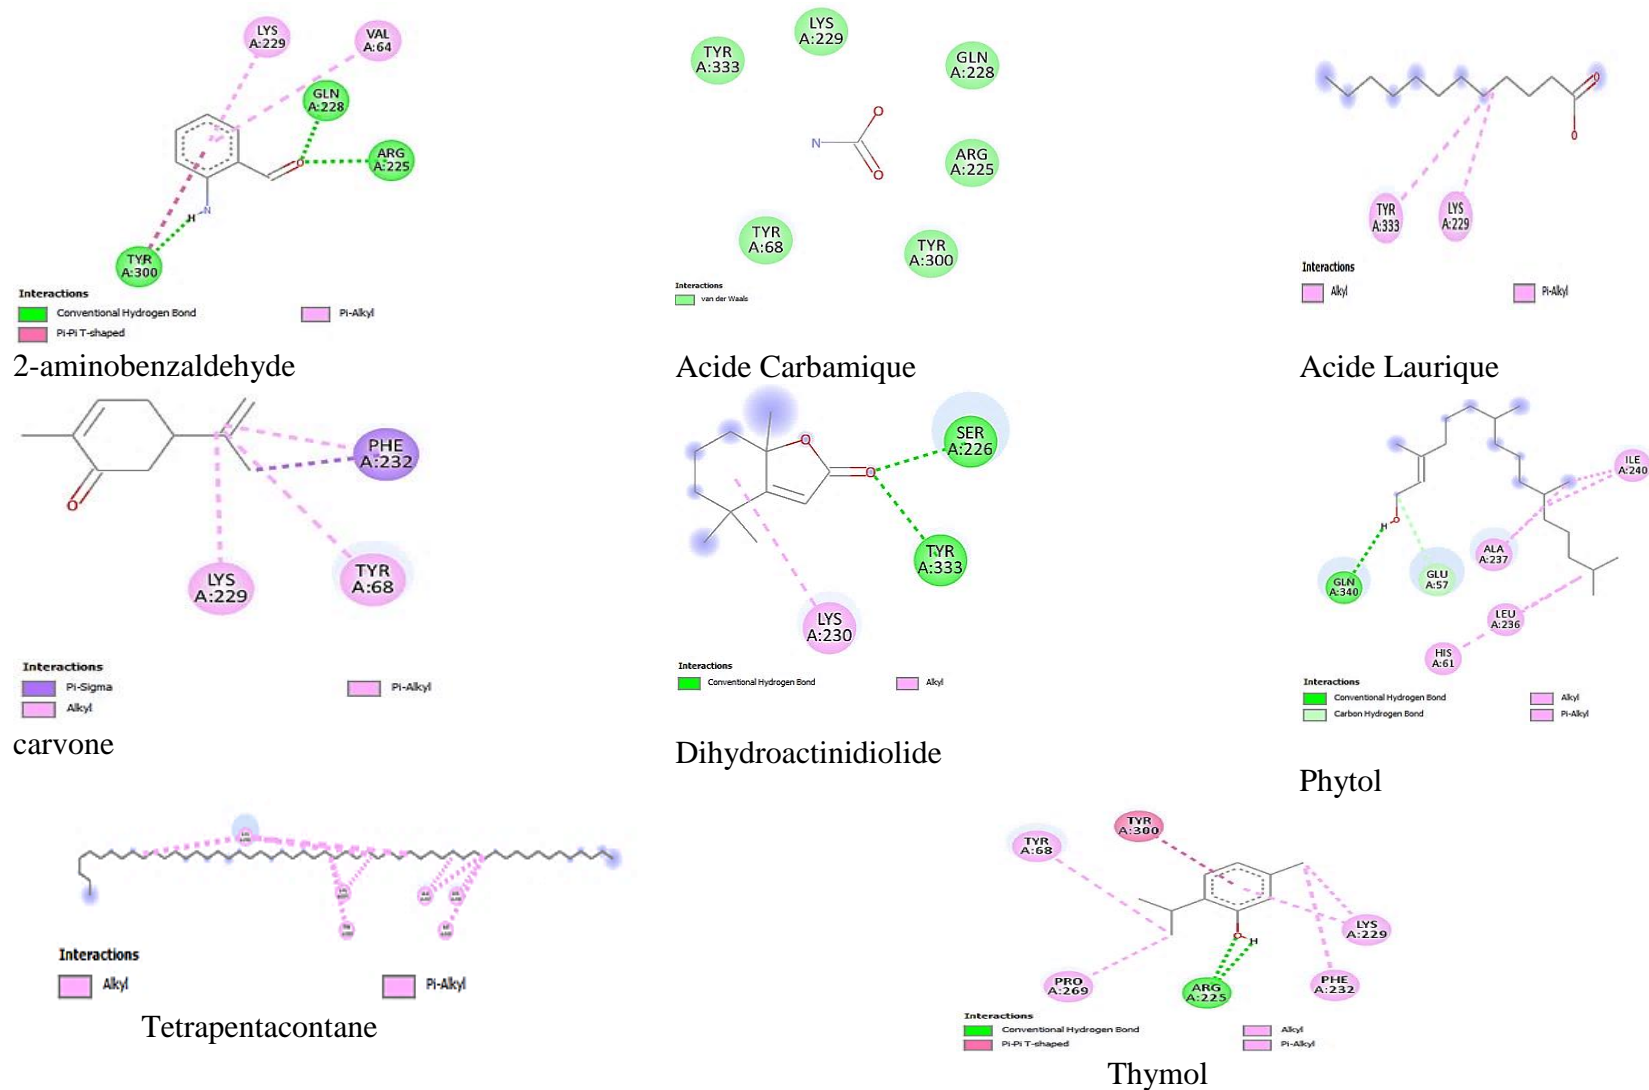 LYS
A:229
VAL
A:64
GLN
A:228
ARG
A:225
O
N
H
TYR
A:300
Interactions
Conventional Hydrogen Bond
Pi-Pi T-shaped
Pi-Alkyl
2-aminobenzaldehyde
TYR
A:333
LYS
A:229
GLN
A:228
ARG
A:225
TYR
A:300
TYR
A:68
N
O
O
Interactions
van der Waals
Acide Carbamique
O
O
TYR
A:333
LYS
A:229
Interactions
Alkyl
Pi-Alkyl
Acide Laurique
O
PHE
A:232
LYS
A:229
TYR
A:68
Interactions
Pi-Sigma
Alkyl
Pi-Alkyl
carvone
O
O
SER
A:226
TYR
A:333
LYS
A:230
Interactions
Conventional Hydrogen Bond
Alkyl
Dihydroactinidiolide
H
O
ILE
A:240
ALA
A:237
GLU
A:57
GLN
A:340
LEU
A:236
HIS
A:61
Interactions
Conventional Hydrogen Bond
Carbon Hydrogen Bond
Alkyl
Pi-Alkyl
Phytol
Interactions
Alkyl
Pi-Alkyl
Tetrapentacontane
TYR
A:300
TYR
A:68
LYS
A:229
PHE
A:232
ARG
A:225
PRO
A:269
O
H
Interactions
Conventional Hydrogen Bond
Pi-Pi T-shaped
Alkyl
Pi-Alkyl
Thymol